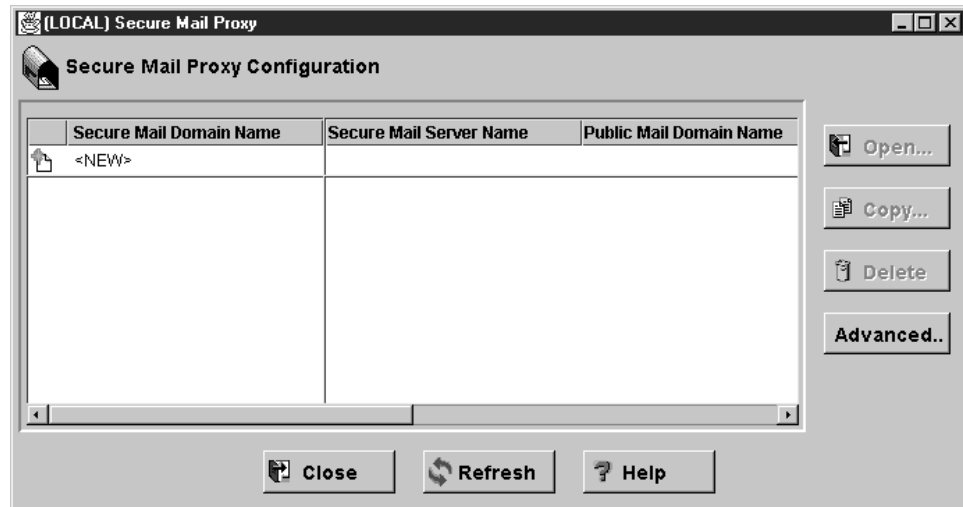 (LOCAL) Secure Mail Proxy
Secure Mail Proxy Configuration
Secure Mail Domain Name Secure Mail Server Name Public Mail Domain Name
<NEW>
Open...
Copy...
Delete
Advanced..
Close Refresh Help